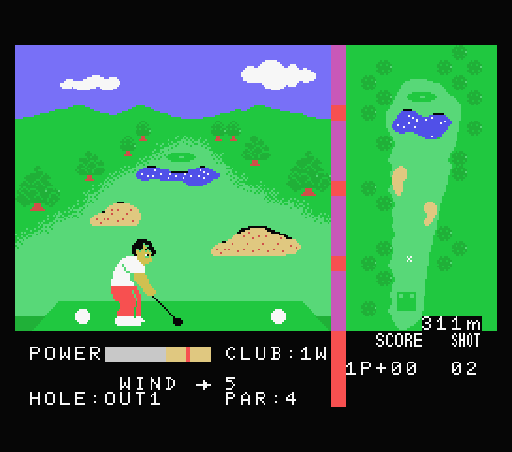 311m
SCORE SHOT
POWER CLUB:1W
1P+00 02
WIND → 5
HOLE:OUT1 PAR:4